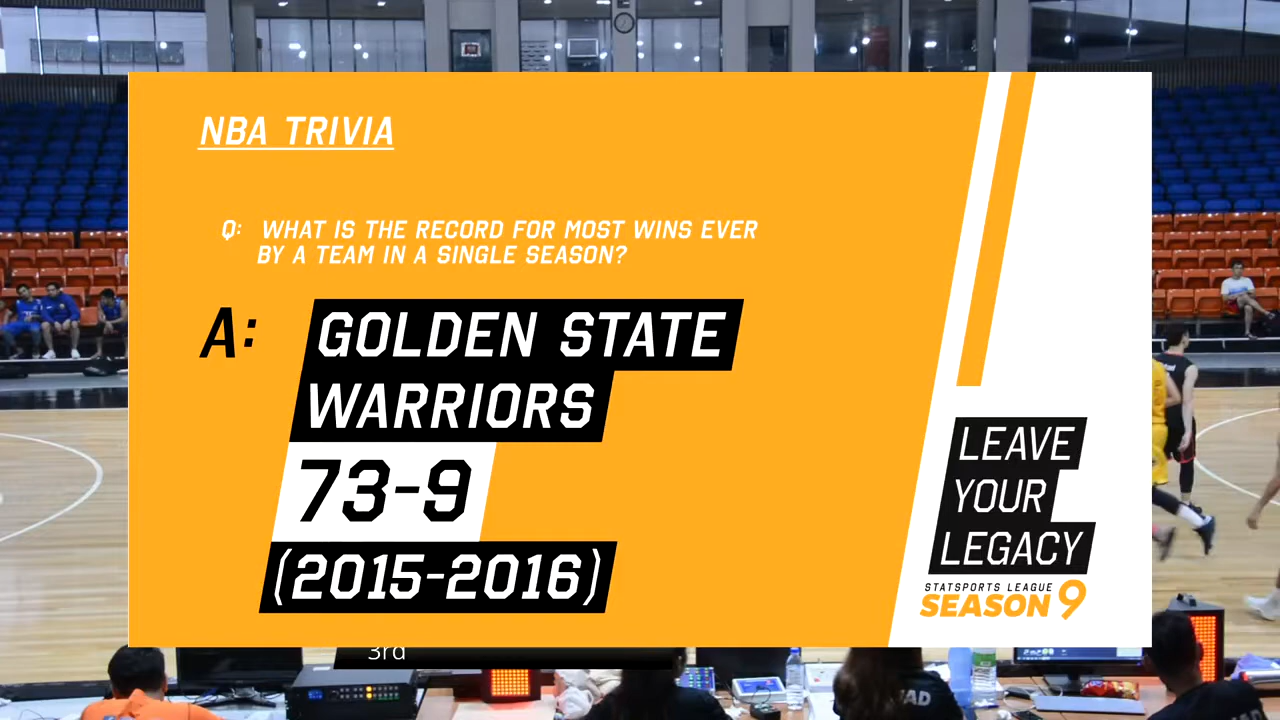 NBA TRIVIA
Q: WHAT IS THE RECORD FOR MOST WINS EVER
BY A TEAM IN A SINGLE SEASON?
A: GOLDEN STATE
WARRIORS
73-9
(2015-2016)
LEAVE
YOUR
LEGACY
STATSPORTS LEAGUE
SEASON 9
3rd